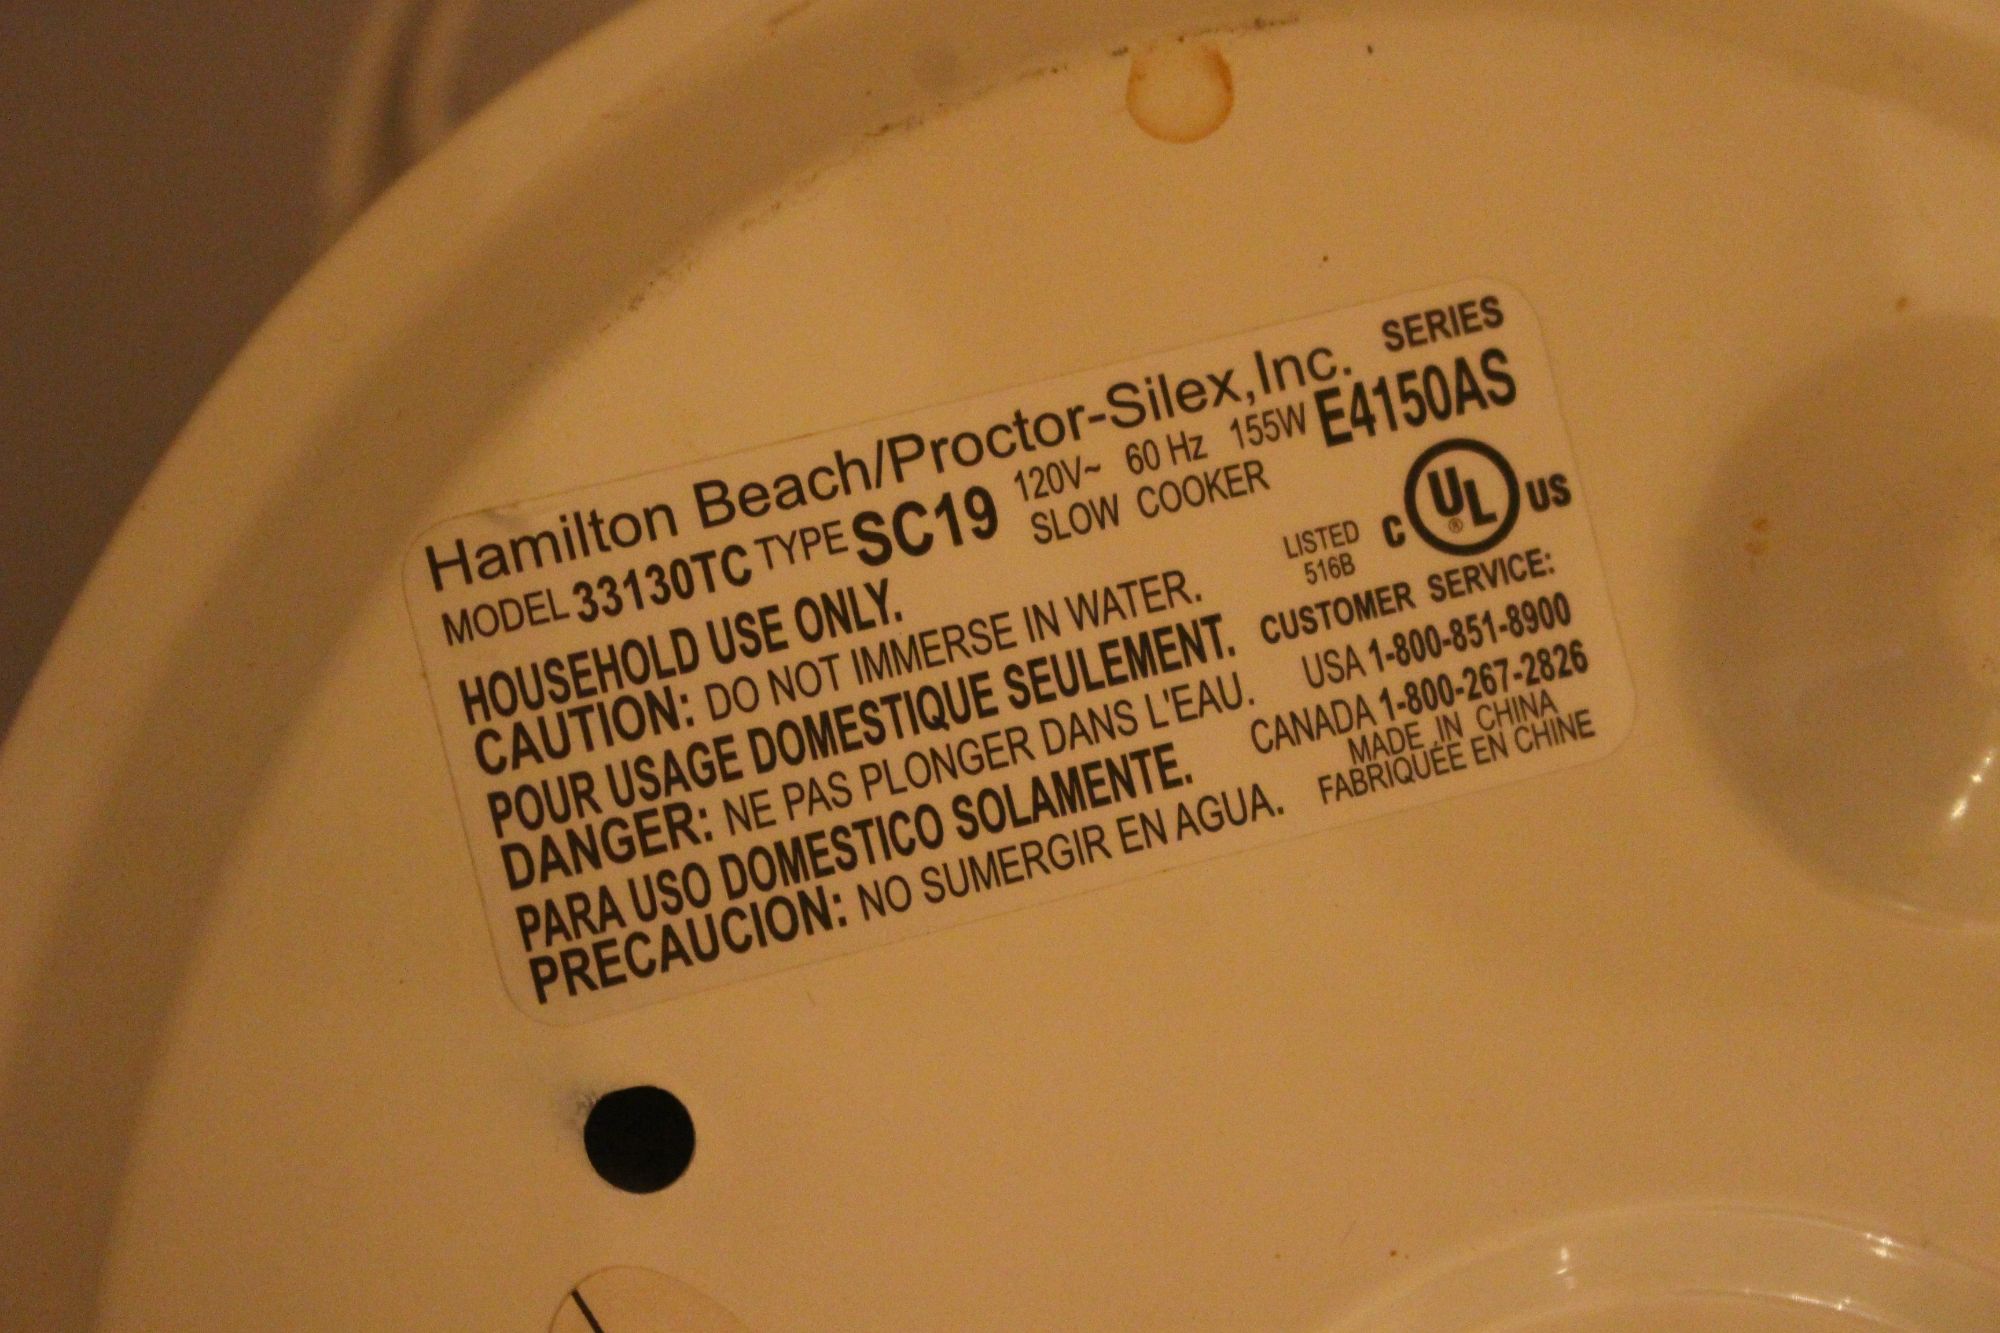 Hamilton Beach/Proctor-Silex,Inc. SERIES
MODEL 33130TC TYPE SC19 120V~ 60 Hz 155W E4150AS
SLOW COOKER
HOUSEHOLD USE ONLY.
CAUTION: DO NOT IMMERSE IN WATER.
POUR USAGE DOMESTIQUE SEULEMENT.
DANGER: NE PAS PLONGER DANS L'EAU.
PARA USO DOMESTICO SOLAMENTE.
PRECAUCION: NO SUMERGIR EN AGUA.
LISTED
516B
C UL ® US
CUSTOMER SERVICE:
USA 1-800-851-8900
CANADA 1-800-267-2826
MADE IN CHINA
FABRIQUÉE EN CHINE